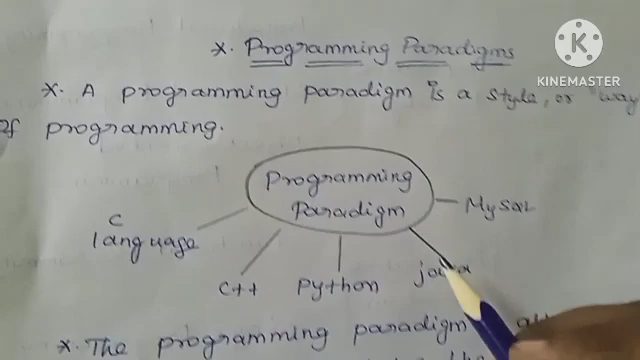 *. Programming Paradigms
KINEMASTER
*. A programming paradigm is a style, or way
of programming.
Programming
Paradigm
MySQL
C
language
C++
Python
java
*. The programming paradigm